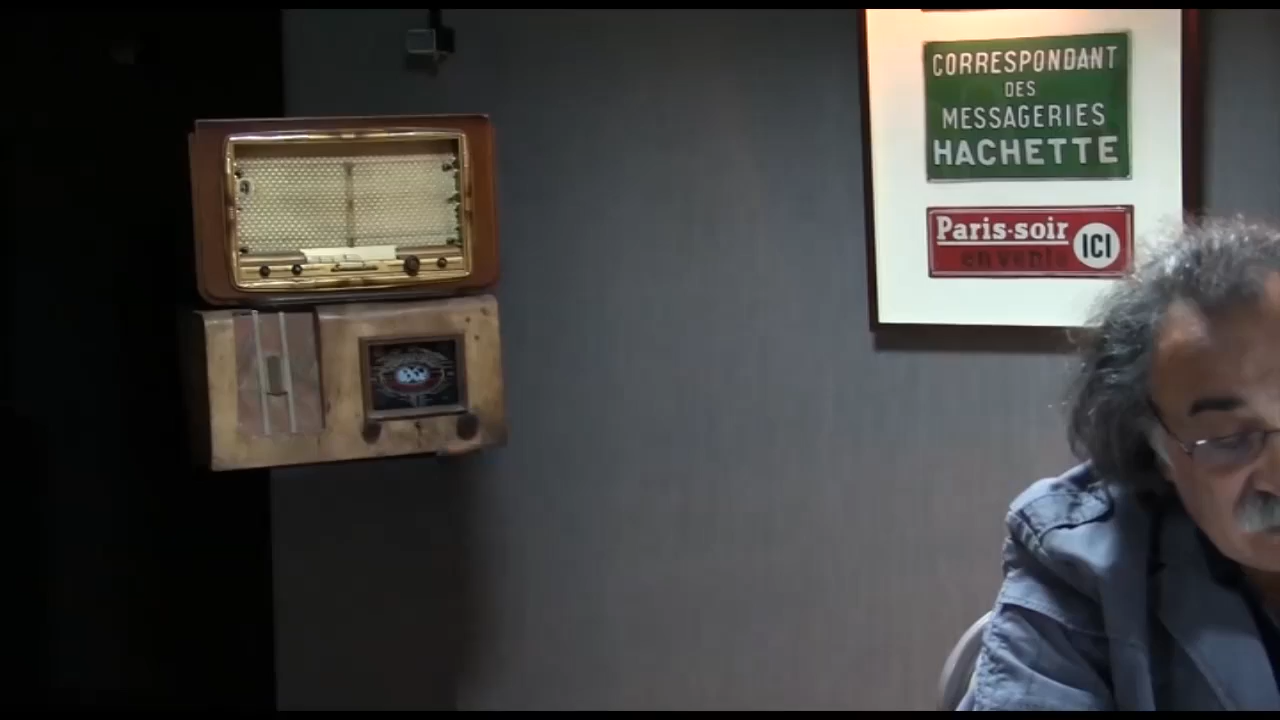 CORRESPONDANT
DES
MESSAGERIES
HACHETTE
Paris-soir
en vente
ICI